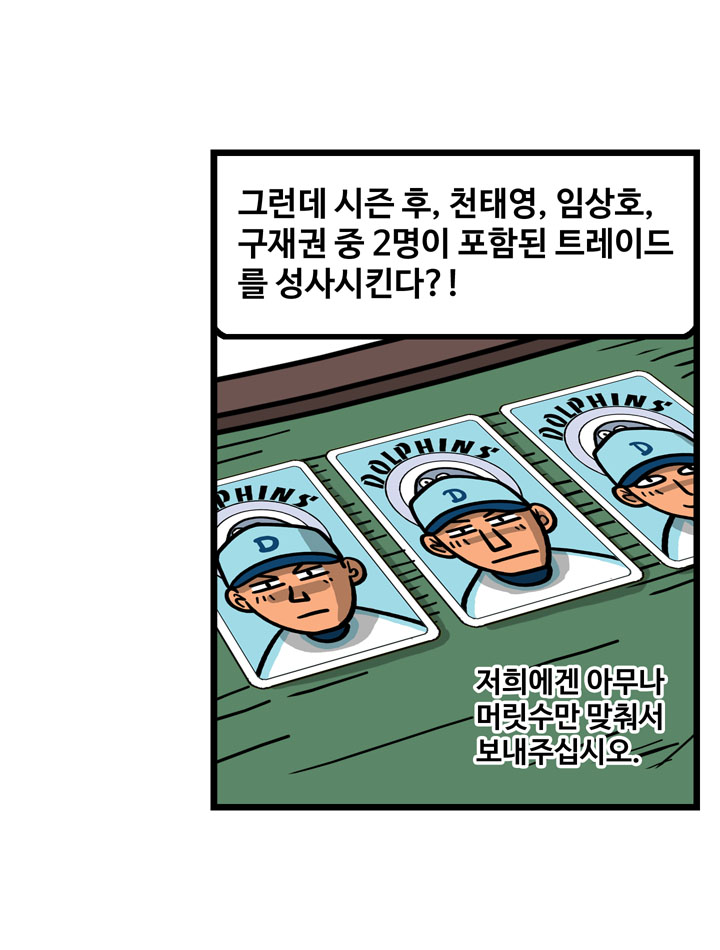 그런데 시즌 후, 천태영, 임상호,
구재권 중 2명이 포함된 트레이드
를 성사시킨다?!
DOLPHINS
D
DOLPHINS
D
PHINS
D
저희에겐 아무나
머릿수만 맞춰서
보내주십시오.